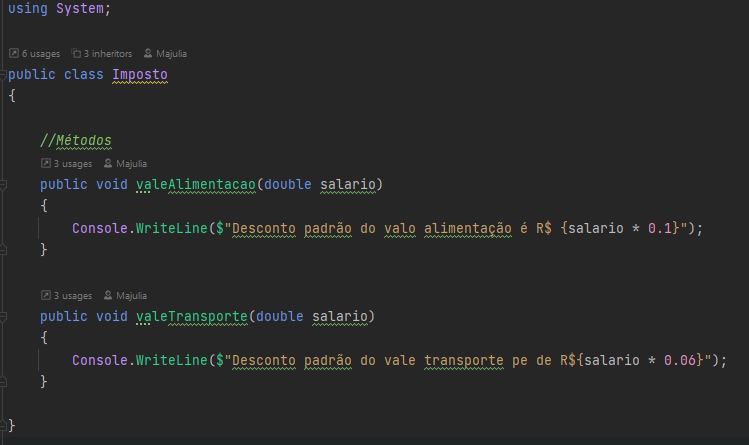 using System;
6 usages 3 inheritors Majulia
public class Imposto
{
//Métodos
3 usages Majulia
public void valeAlimentacao(double salario)
{
Console.WriteLine($"Desconto padrão do valo alimentação é R$ {salario * 0.1}");
}
3 usages Majulia
public void valeTransporte(double salario)
{
Console.WriteLine($"Desconto padrão do vale transporte pe de R${salario * 0.06}");
}
}